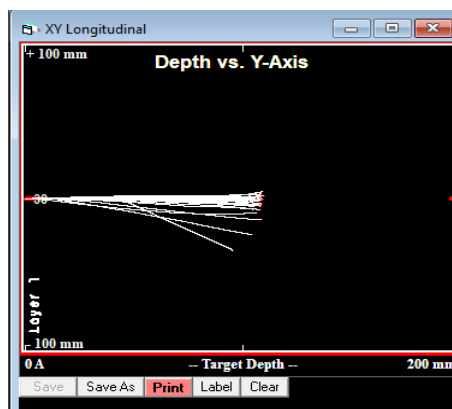 XY Longitudinal
+ 100 mm
Depth vs. Y-Axis
Layer 1
- 100 mm
0 A
-- Target Depth --
200 mm
Save
Save As
Print
Label
Clear